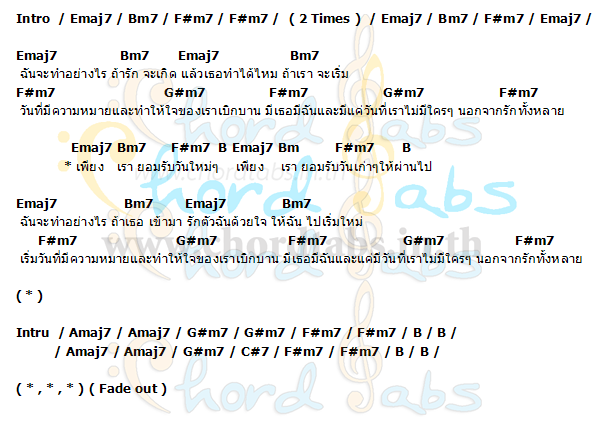 Intro / Emaj7 / Bm7 / F#m7 / F#m7 / ( 2 Times ) / Emaj7 / Bm7 / F#m7 / Emaj7 /
Emaj7 Bm7 Emaj7 Bm7
ฉันจะทำอย่างไร ถ้ารัก จะเกิด แล้วเธอทำได้ไหม ถ้าเรา จะเริ่ม
F#m7 G#m7 F#m7 G#m7 F#m7
วันที่มีความหมายและทำให้ใจของเราเบิกบาน มีเธอมีฉันและมีแค่วันที่เราไม่มีใครๆ นอกจากรักทั้งหลาย
Emaj7 Bm7 F#m7 B Emaj7 Bm F#m7 B
* เพียง เรา ยอมรับวันใหม่ๆ เพียง เรา ยอมรับวันเก่าๆให้ผ่านไป
Emaj7 Bm7 Emaj7 Bm7
ฉันจะทำอย่างไร ถ้าเธอ เข้ามา รักตัวฉันด้วยใจ ให้ฉัน ไปเริ่มใหม่
F#m7 G#m7 F#m7 G#m7 F#m7
เริ่มวันที่มีความหมายและทำให้ใจของเราเบิกบาน มีเธอมีฉันและแค่มีวันที่เราไม่มีใครๆ นอกจากรักทั้งหลาย
( * )
Intru / Amaj7 / Amaj7 / G#m7 / G#m7 / F#m7 / F#m7 / B / B /
/ Amaj7 / Amaj7 / G#m7 / C#7 / F#m7 / F#m7 / B / B /
( * , * , * ) ( Fade out )
Chord Tabs
www.chordtabs.in.th